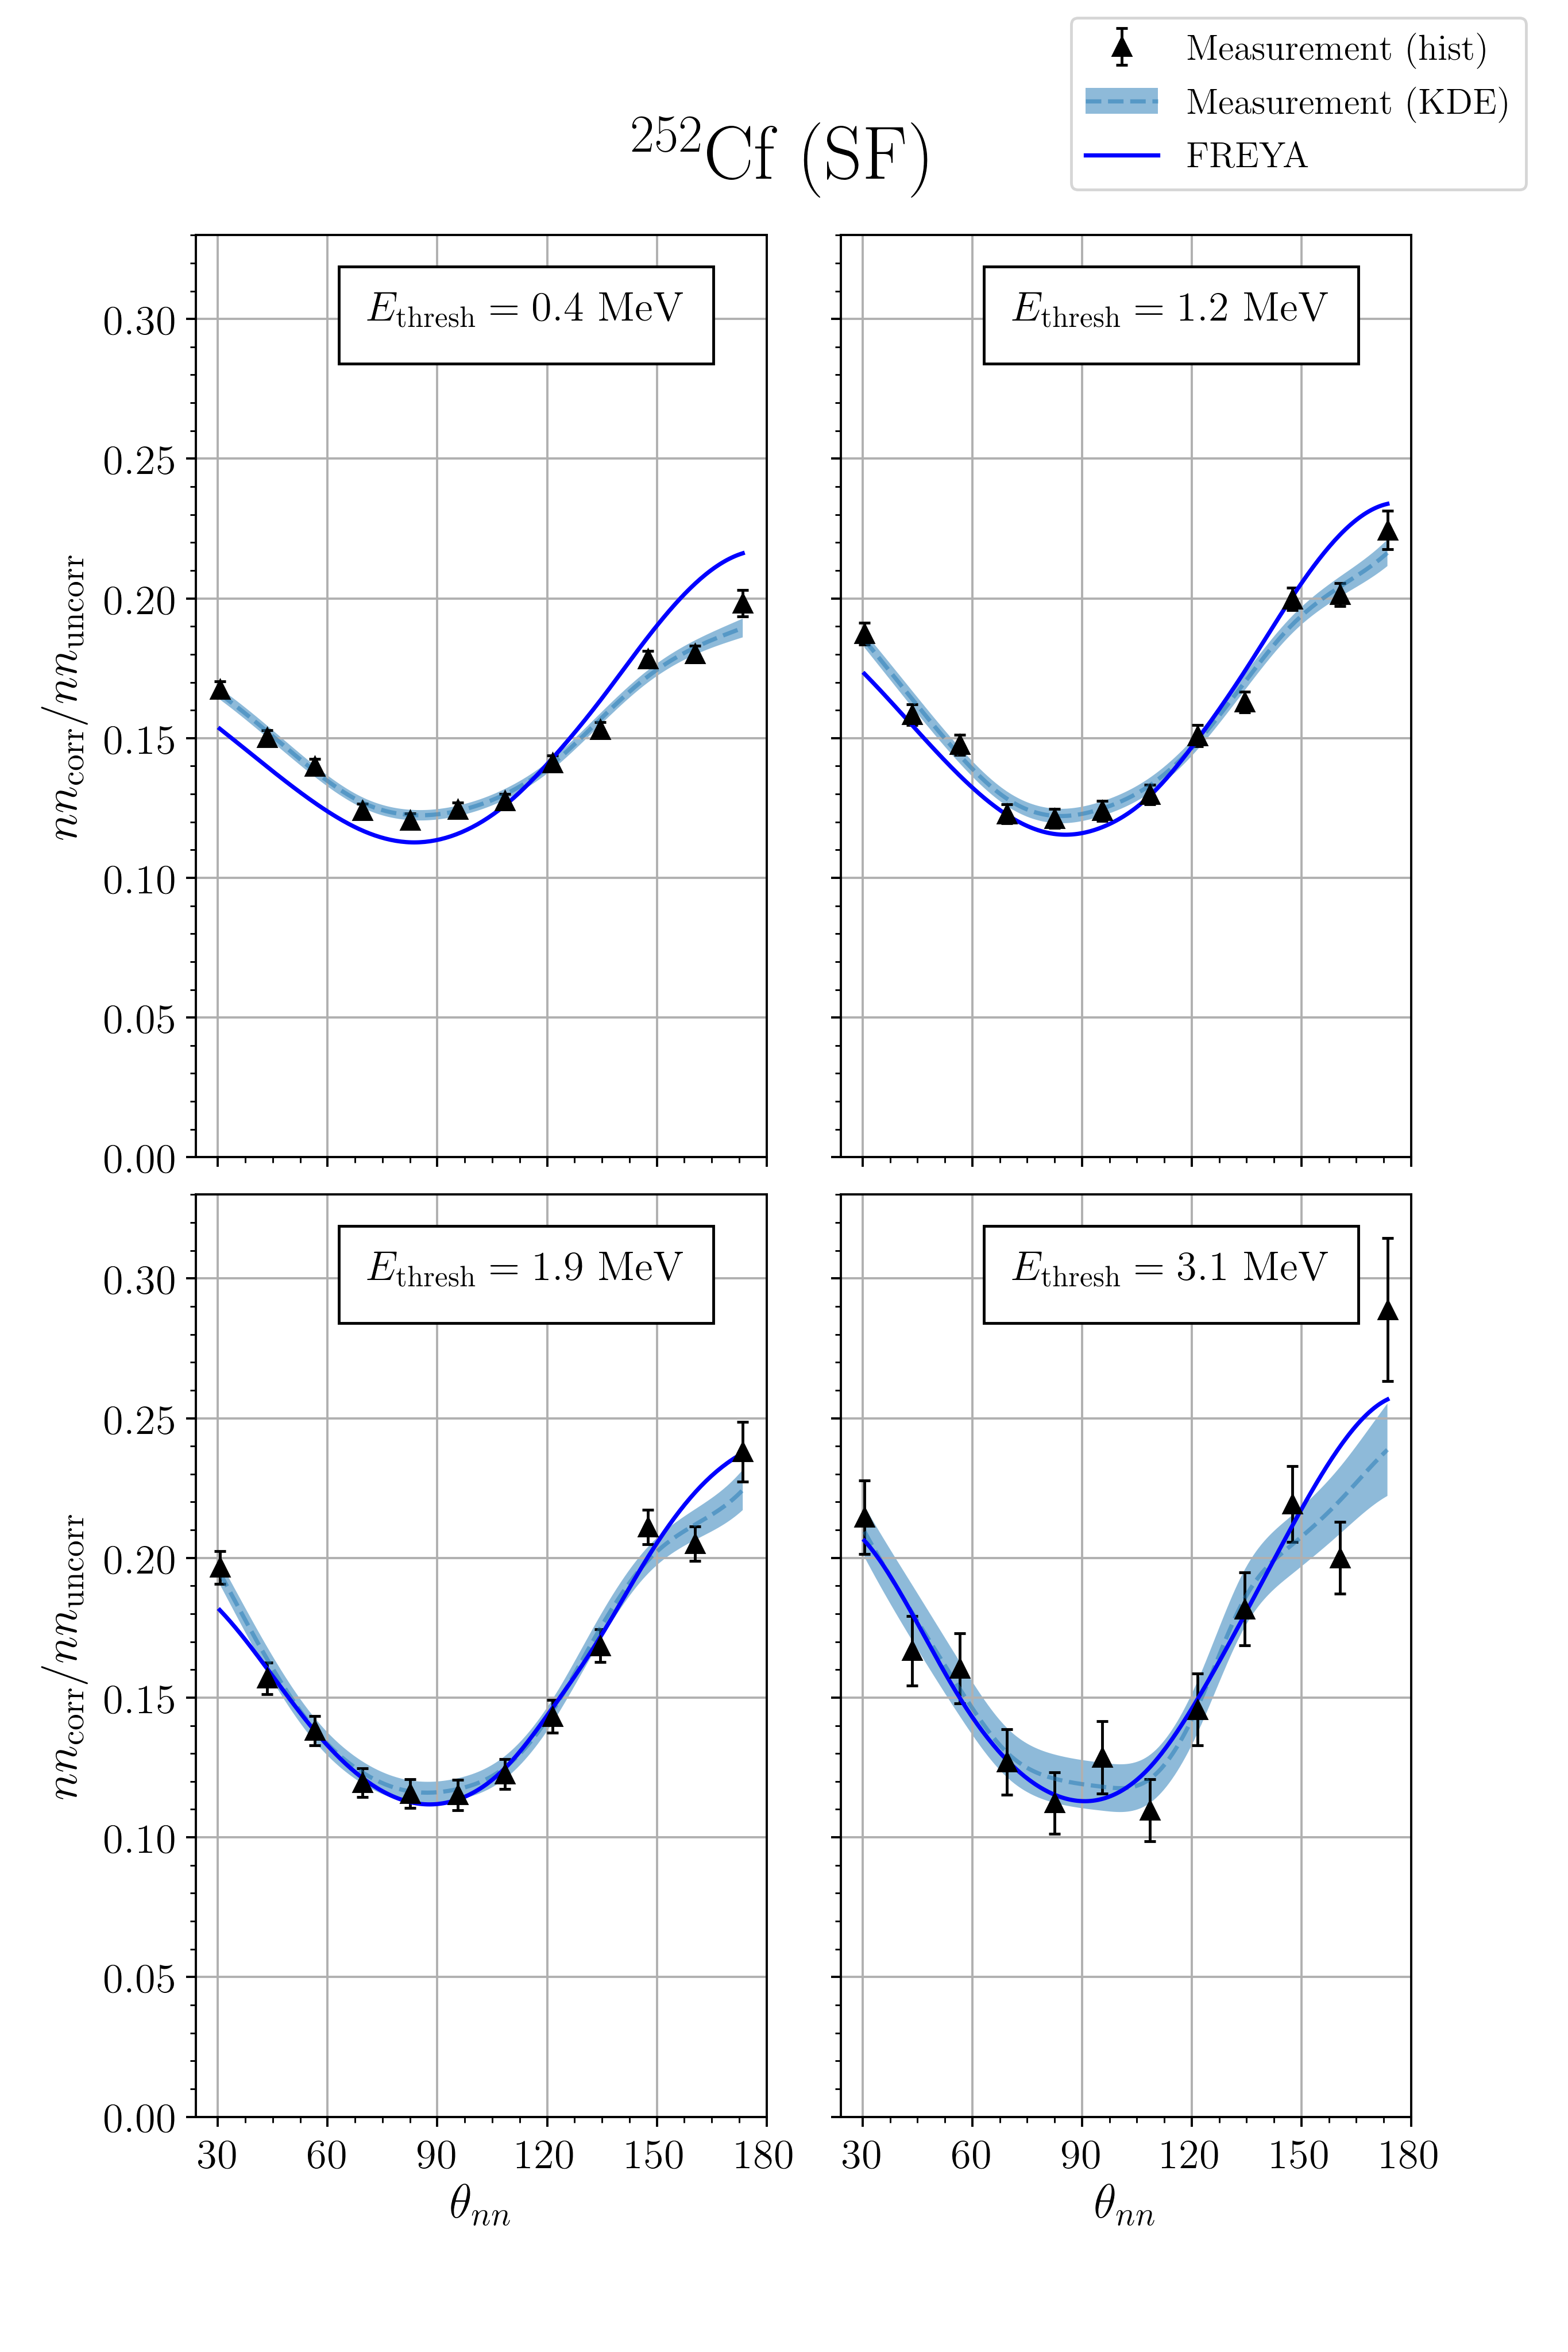 Measurement (hist)
Measurement (KDE)
FREYA
²⁵²Cf (SF)
E_thresh = 0.4 MeV
E_thresh = 1.2 MeV
nn_corr/nn_uncorr
0.30
0.25
0.20
0.15
0.10
0.05
0.00
E_thresh = 1.9 MeV
E_thresh = 3.1 MeV
nn_corr/nn_uncorr
0.30
0.25
0.20
0.15
0.10
0.05
0.00
30 60 90 120 150 180
30 60 90 120 150 180
θ_nn
θ_nn